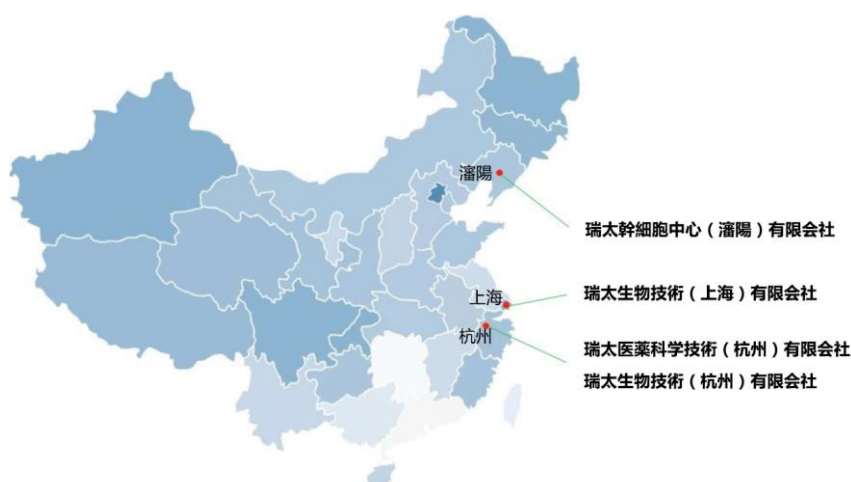 瀋陽
瑞太幹細胞中心（瀋陽）有限会社
上海
瑞太生物技術（上海）有限会社
杭州
瑞太医薬科学技術（杭州）有限会社
瑞太生物技術（杭州）有限会社